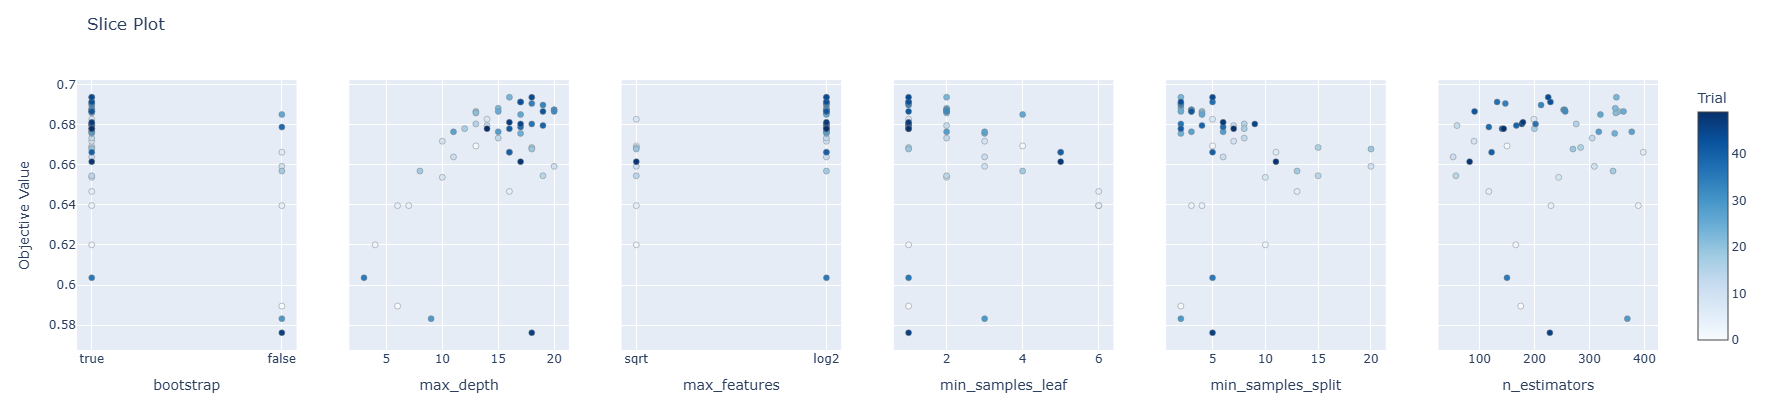 Slice Plot
Objective Value
0.7
0.68
0.66
0.64
0.62
0.6
0.58
true false
bootstrap
5 10 15 20
max_depth
sqrt log2
max_features
2 4 6
min_samples_leaf
5 10 15 20
min_samples_split
100 200 300 400
n_estimators
Trial
40
30
20
10
0